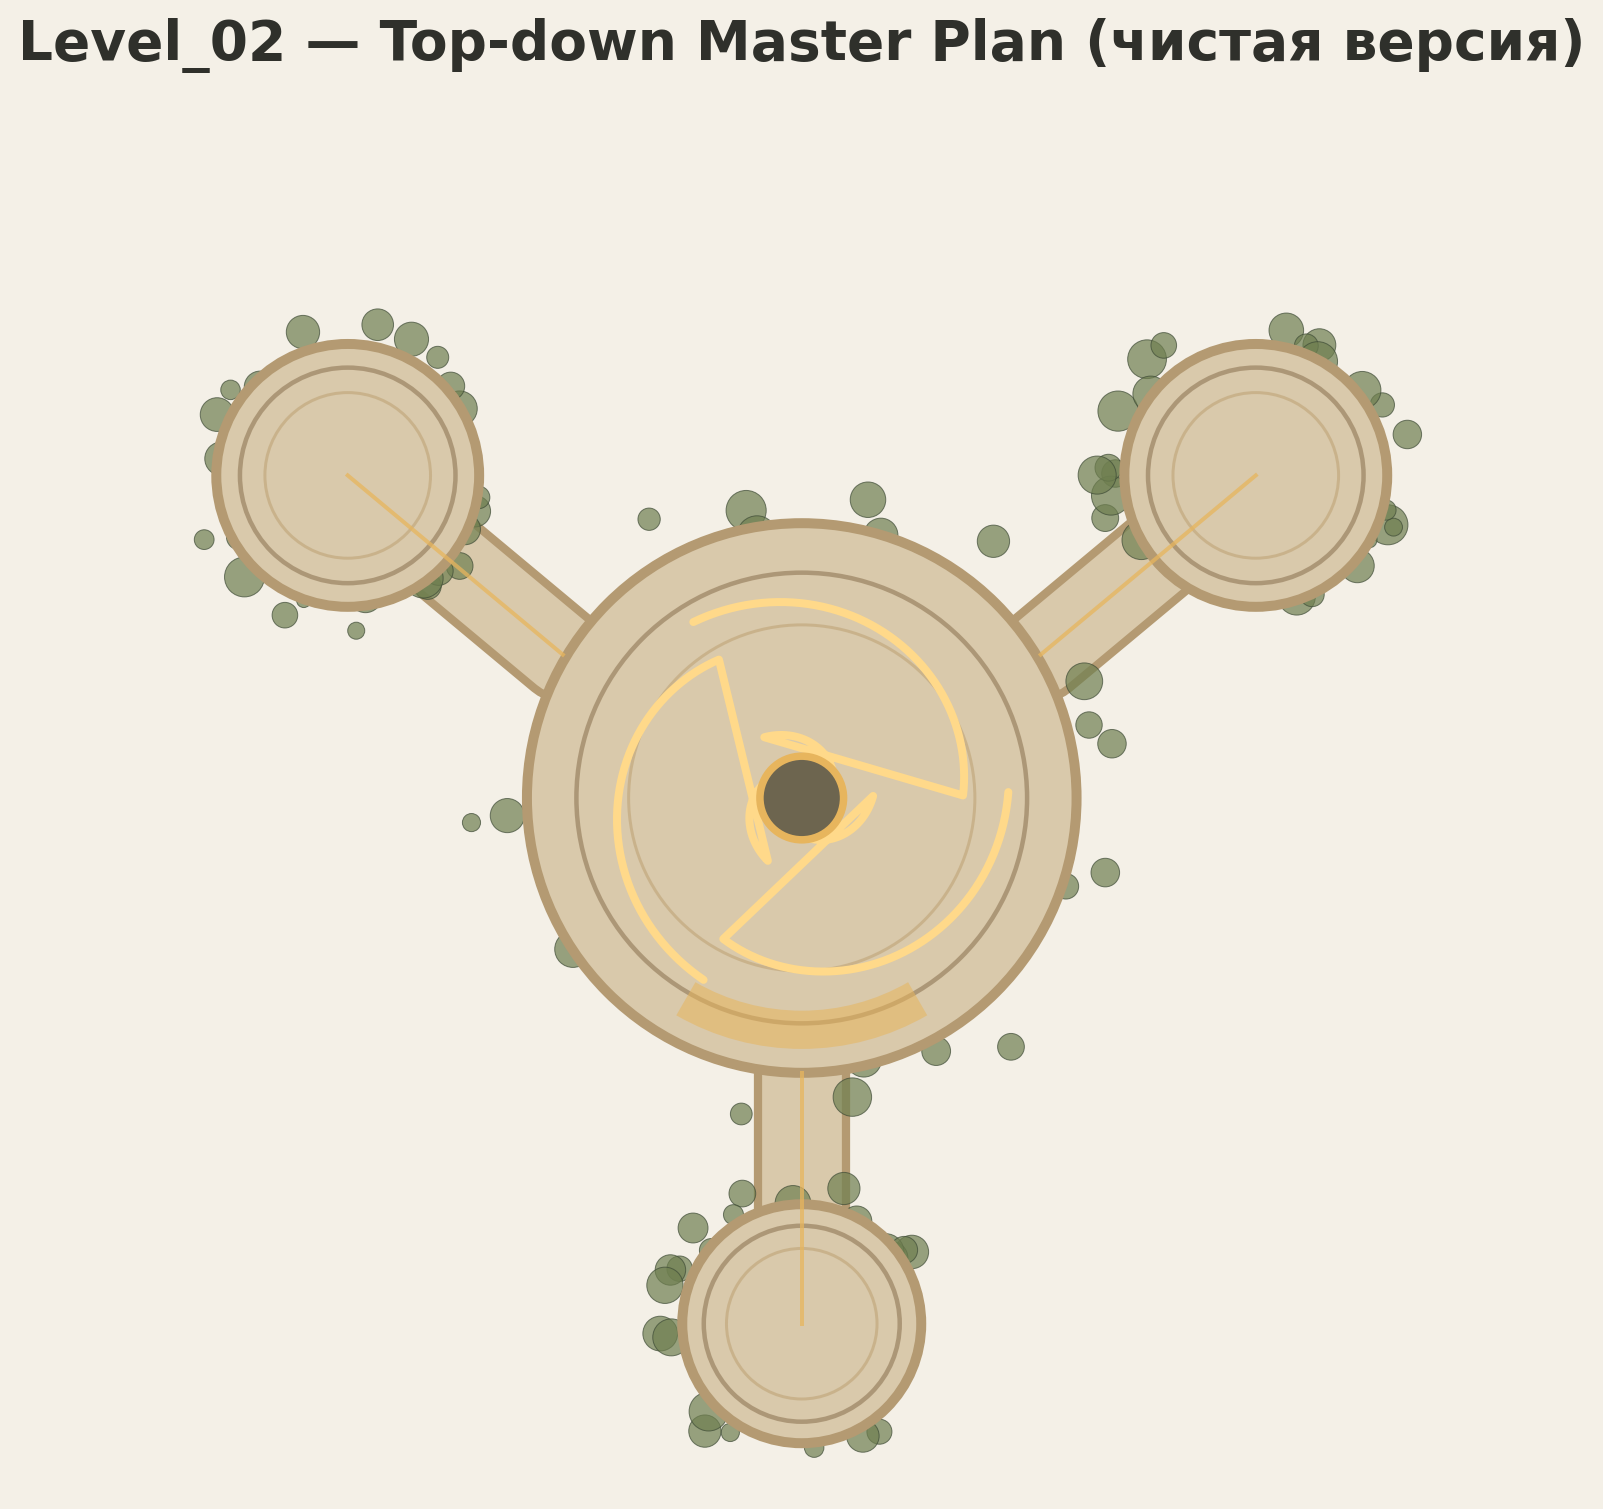 Level_02 — Top-down Master Plan (чистая версия)